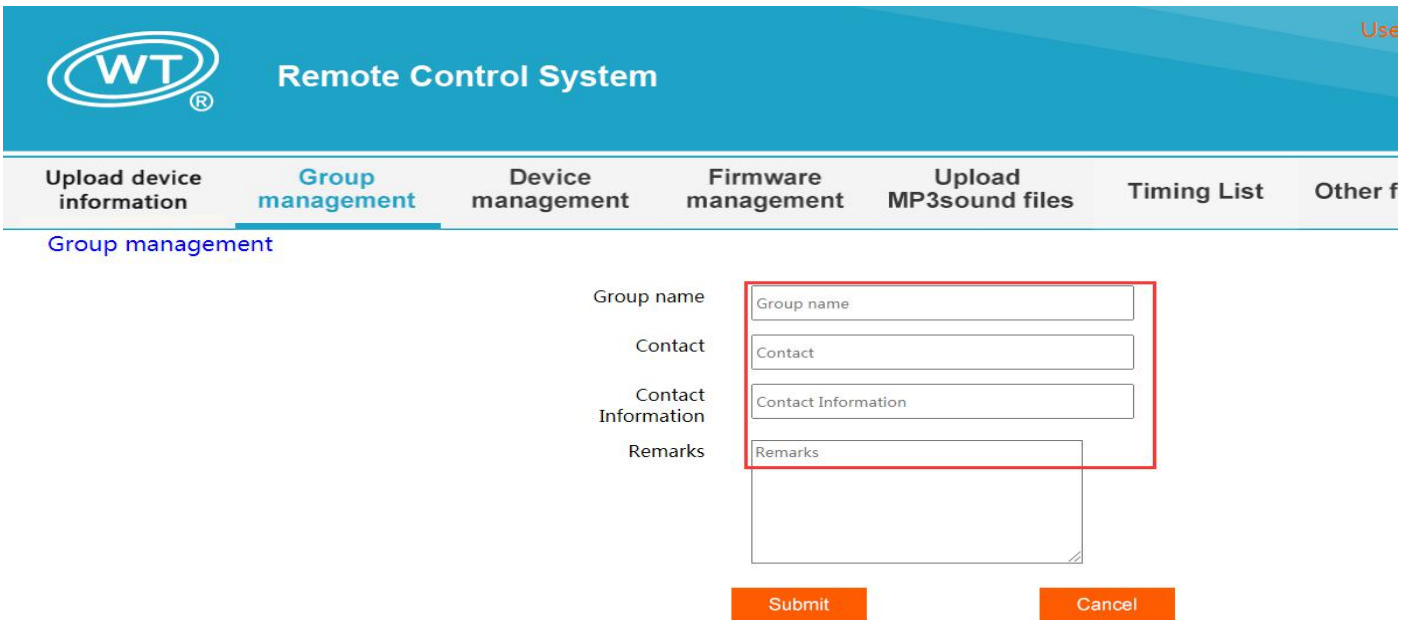 Use
WT
®
Remote Control System
Upload device
information
Group
management
Device
management
Firmware
management
Upload
MP3sound files
Timing List
Other f
Group management
Group name
Group name
Contact
Contact
Contact
Information
Contact Information
Remarks
Remarks
Submit
Cancel